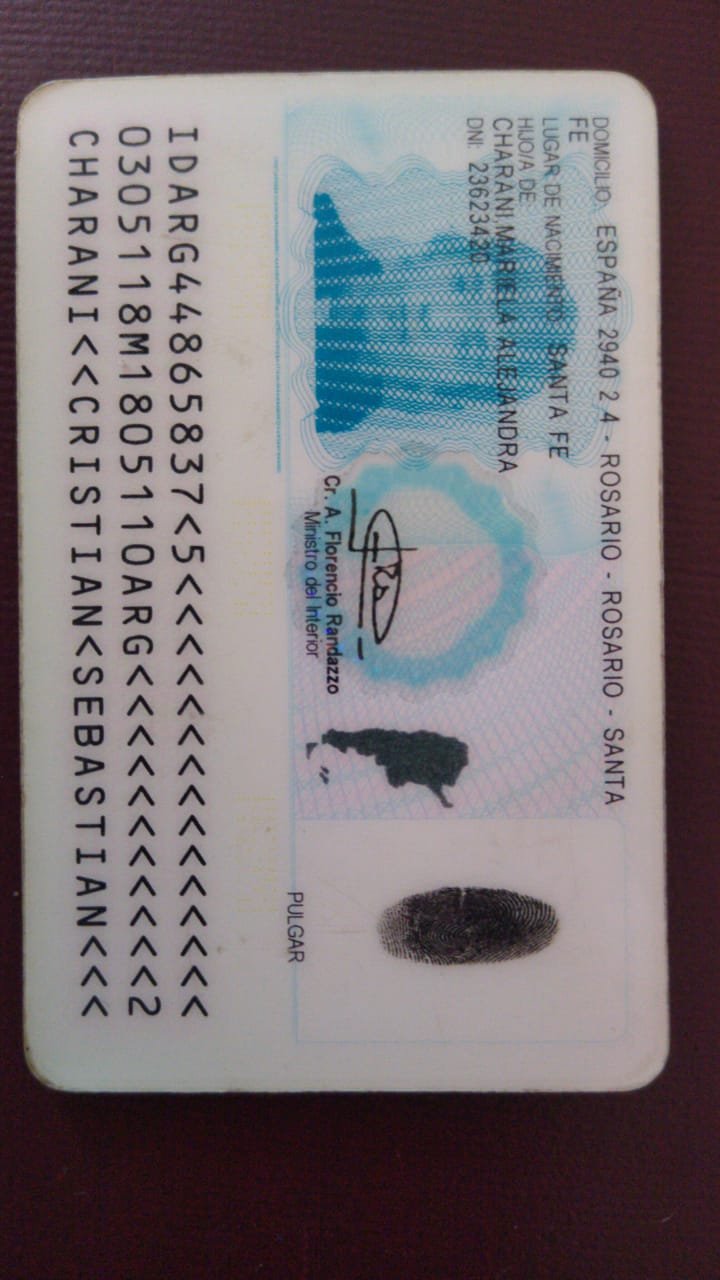 DOMICILIO: ESPAÑA 2940 2 4 - ROSARIO - ROSARIO - SANTA
FE
LUGAR DE NACIMIENTO: SANTA FE
HIJO/A DE:
CHARANI, MARIELA ALEJANDRA
DNI: 23623420
Cr. A. Florencio Randazzo
Ministro del Interior
PULGAR
IDARG44865837<5<<<<<<<<<<<<<<<
0305118M1805110ARG<<<<<<<<<<<2
CHARANI<<CRISTIAN<SEBASTIAN<<<